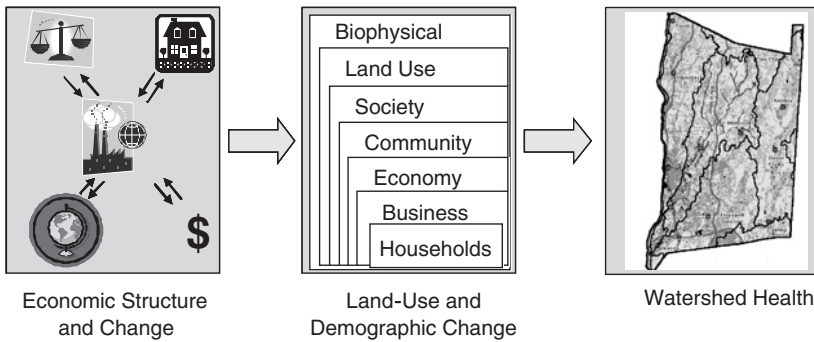 $
Economic Structure
and Change
Biophysical
Land Use
Society
Community
Economy
Business
Households
Land-Use and
Demographic Change
Watershed Health